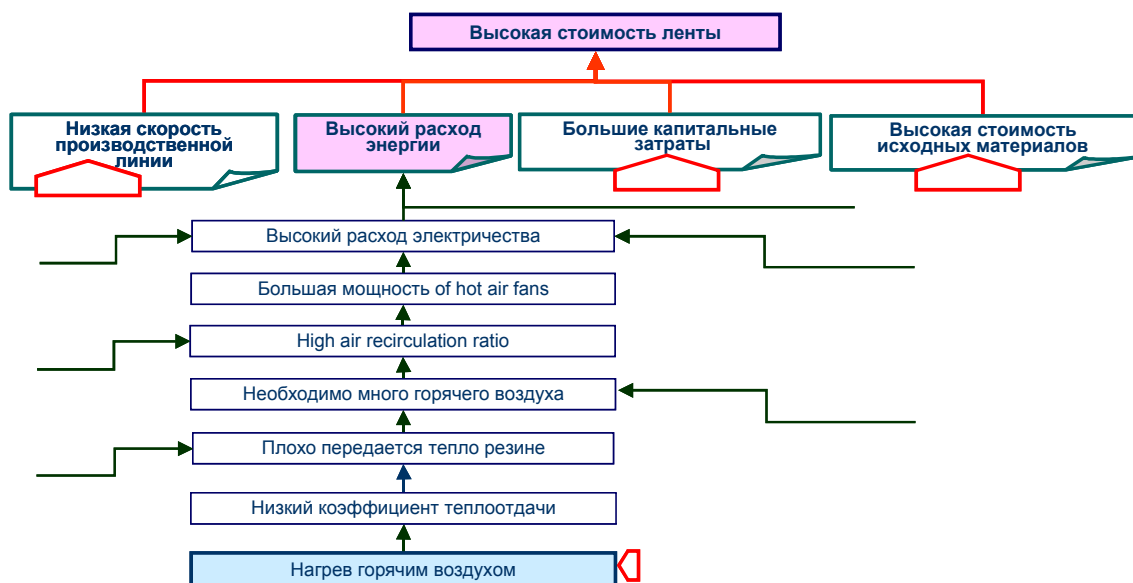 Высокая стоимость ленты
Низкая скорость
производственной
линии
Высокий расход
энергии
Большие капитальные
затраты
Высокая стоимость
исходных материалов
Высокий расход электричества
Большая мощность of hot air fans
High air recirculation ratio
Необходимо много горячего воздуха
Плохо передается тепло резине
Низкий коэффициент теплоотдачи
Нагрев горячим воздухом